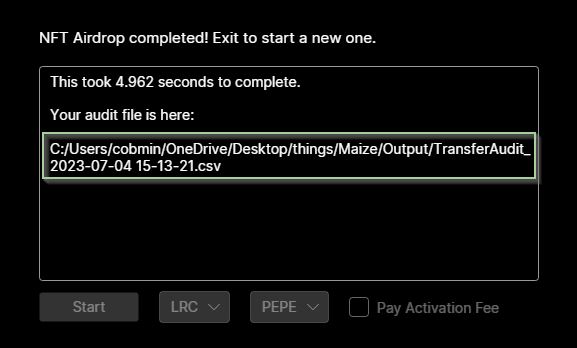 NFT Airdrop completed! Exit to start a new one.
This took 4.962 seconds to complete.
Your audit file is here:
C:/Users/cobmin/OneDrive/Desktop/things/Maize/Output/TransferAudit_
2023-07-04 15-13-21.csv
Start LRC PEPE Pay Activation Fee